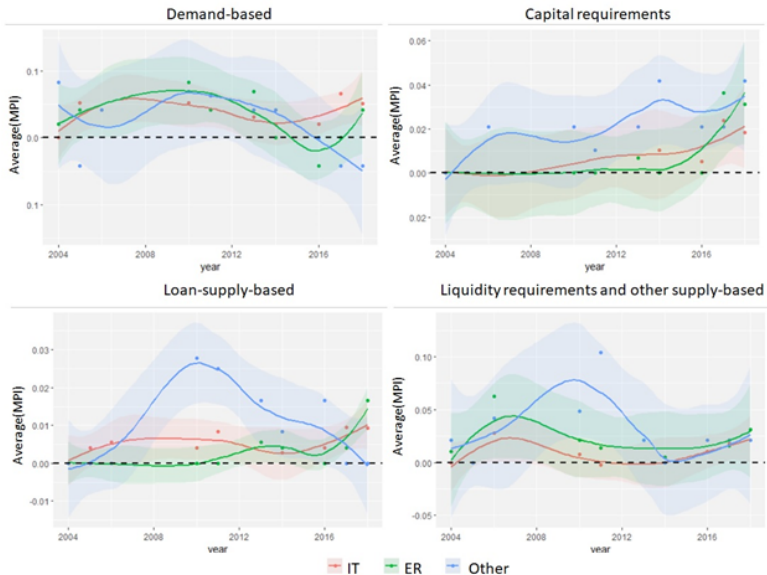 Demand-based
Capital requirements
Average(MPI)
0.1
0.0
0.1
2004
2008
2012
2016
year
Average(MPI)
0.06
0.04
0.02
0.00
0.02
2004
2008
2012
2016
year
Loan-supply-based
Liquidity requirements and other supply-based
Average(MPI)
0.03
0.02
0.01
0.00
-0.01
2004
2008
2012
2016
year
Average(MPI)
0.10
0.05
0.00
-0.05
2004
2008
2012
2016
year
IT ER Other